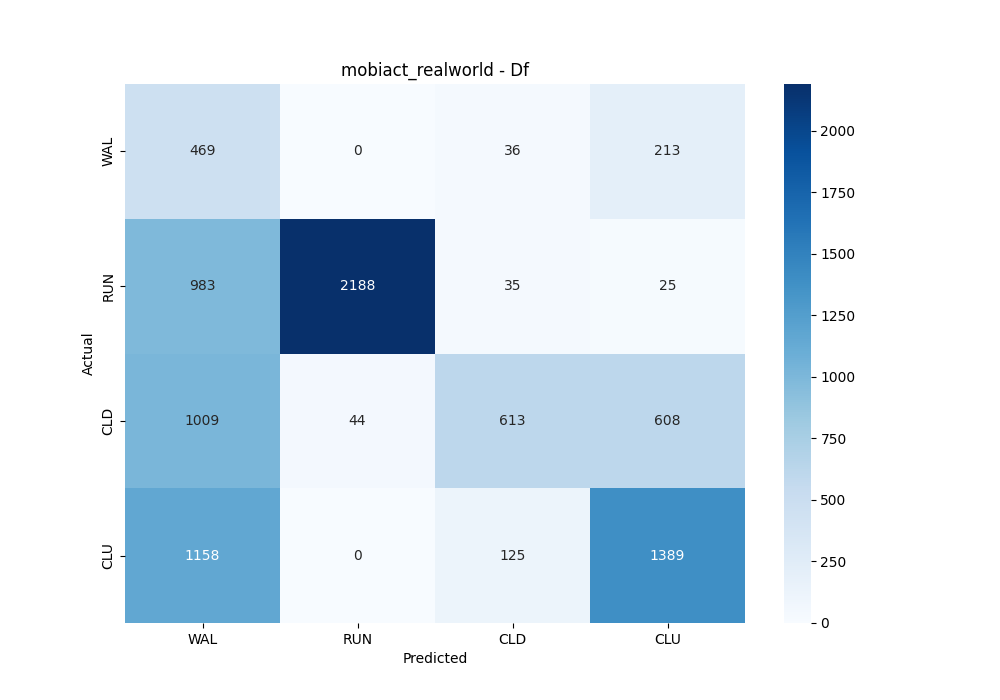 mobiact_realworld - Df
Actual
WAL
469 0 36 213
RUN
983 2188 35 25
CLD
1009 44 613 608
CLU
1158 0 125 1389
WAL RUN CLD CLU
Predicted
2000
1750
1500
1250
1000
750
500
250
0